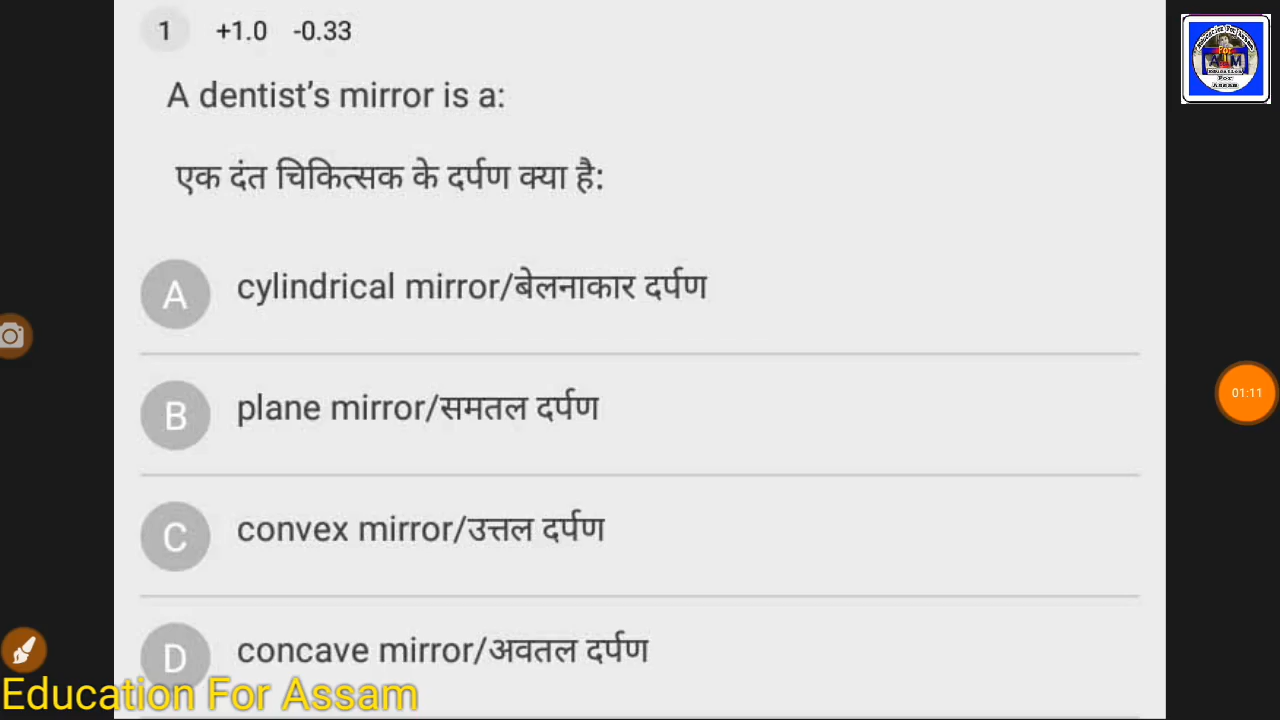 1 +1.0 -0.33
A dentist's mirror is a:
एक दंत चिकित्सक के दर्पण क्या है:
A cylindrical mirror/बेलनाकार दर्पण
B plane mirror/समतल दर्पण
01:11
C convex mirror/उत्तल दर्पण
D concave mirror/अवतल दर्पण
Education For Assam